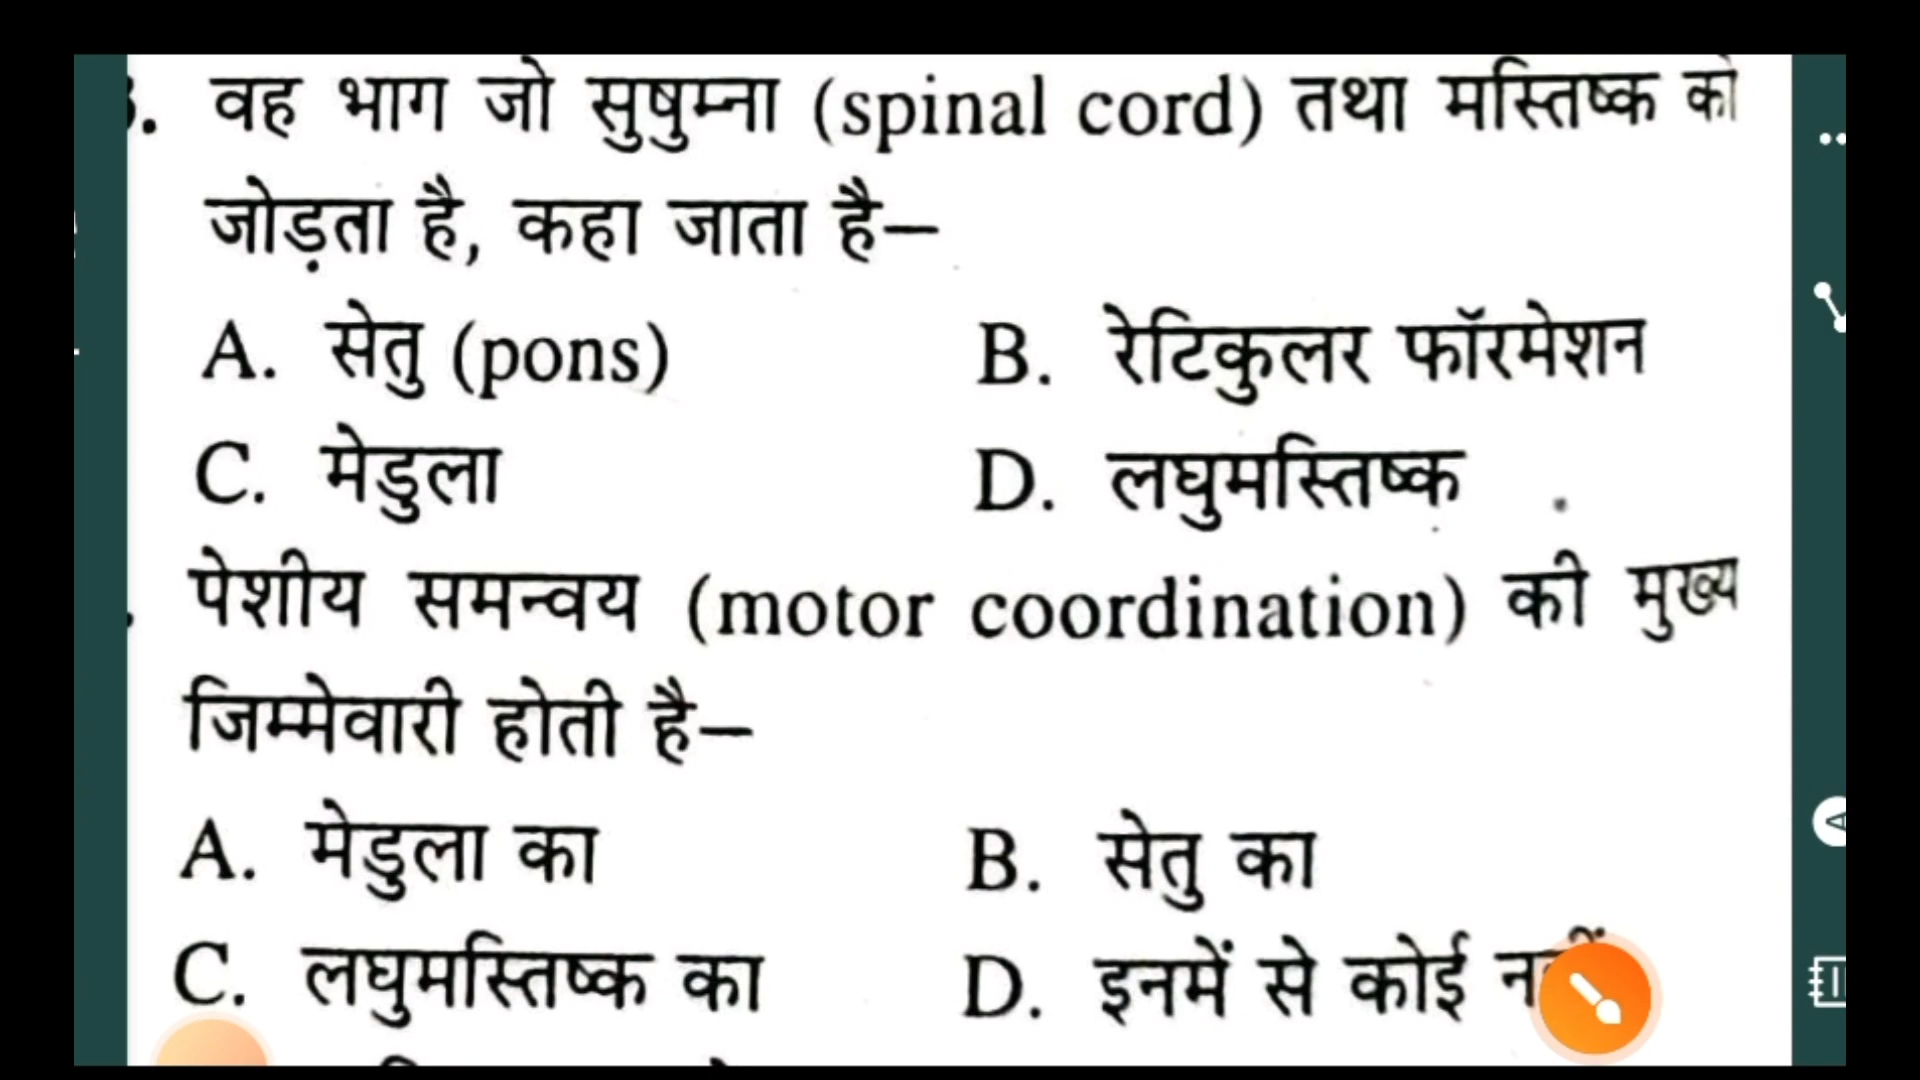 . वह भाग जो सुषुम्ना (spinal cord) तथा मस्तिष्क को
जोड़ता है, कहा जाता है—
A. सेतु (pons) B. रेटिकुलर फॉरमेशन
C. मेडुला D. लघुमस्तिष्क
. पेशीय समन्वय (motor coordination) की मुख्य
जिम्मेवारी होती है—
A. मेडुला का B. सेतु का
C. लघुमस्तिष्क का D. इनमें से कोई